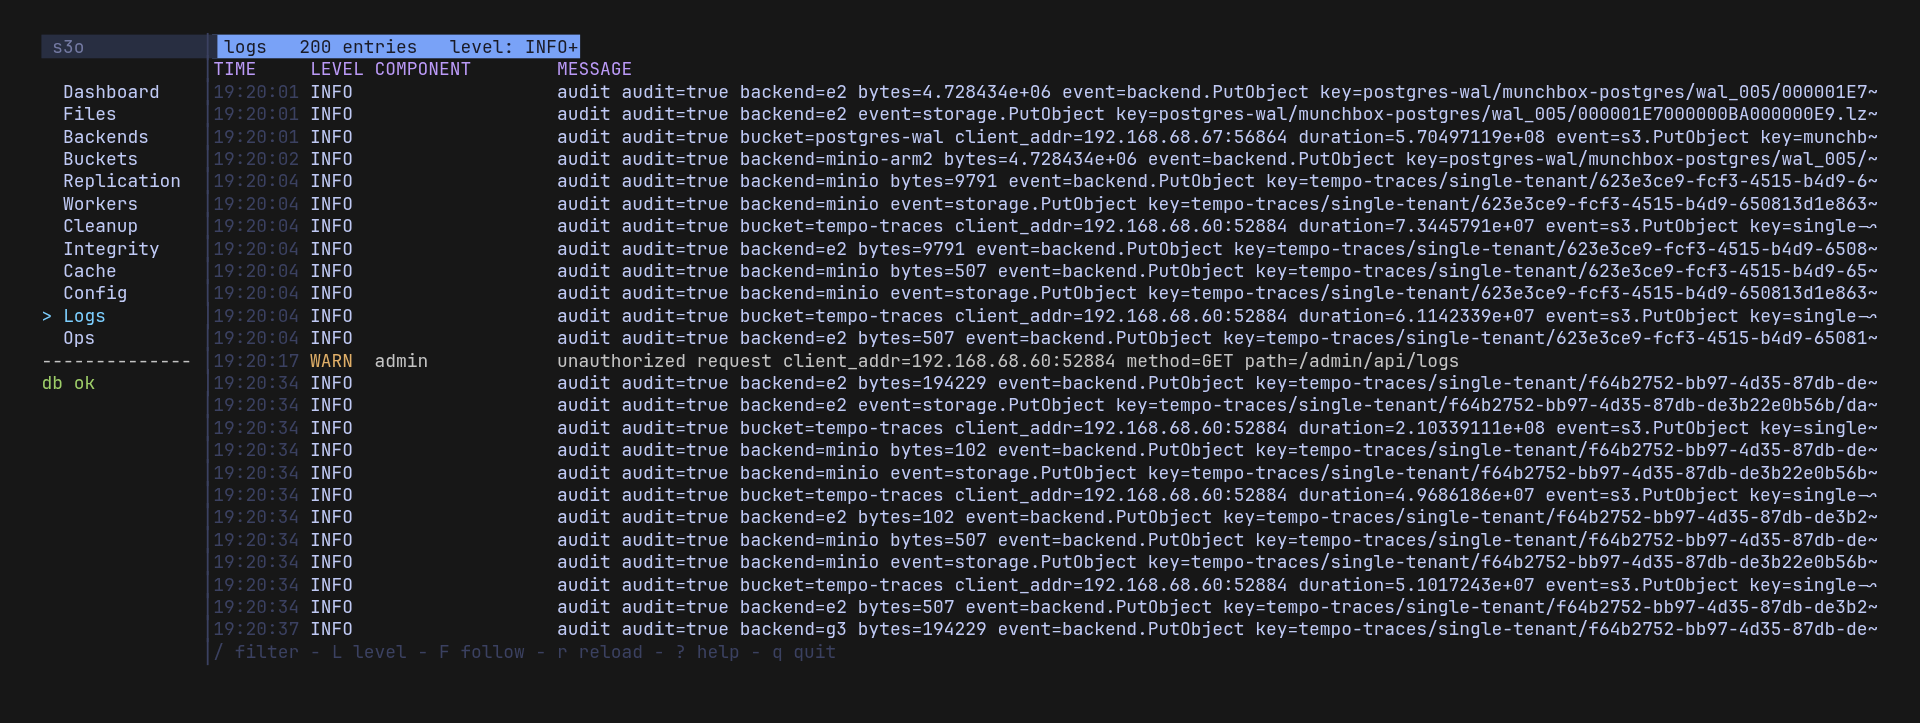 s3o
logs   200 entries   level: INFO+
TIME     LEVEL COMPONENT        MESSAGE
Dashboard
Files
Backends
Buckets
Replication
Workers
Cleanup
Integrity
Cache
Config
> Logs
Ops
--------------
db ok
19:20:01 INFO                   audit audit=true backend=e2 bytes=4.728434e+06 event=backend.PutObject key=postgres-wal/munchbox-postgres/wal_005/000001E7~
19:20:01 INFO                   audit audit=true backend=e2 event=storage.PutObject key=postgres-wal/munchbox-postgres/wal_005/000001E7000000BA000000E9.lz~
19:20:01 INFO                   audit audit=true bucket=postgres-wal client_addr=192.168.68.67:56864 duration=5.70497119e+08 event=s3.PutObject key=munchb~
19:20:02 INFO                   audit audit=true backend=minio-arm2 bytes=4.728434e+06 event=backend.PutObject key=postgres-wal/munchbox-postgres/wal_005/~
19:20:04 INFO                   audit audit=true backend=minio bytes=9791 event=backend.PutObject key=tempo-traces/single-tenant/623e3ce9-fcf3-4515-b4d9-6~
19:20:04 INFO                   audit audit=true backend=minio event=storage.PutObject key=tempo-traces/single-tenant/623e3ce9-fcf3-4515-b4d9-650813d1e863~
19:20:04 INFO                   audit audit=true bucket=tempo-traces client_addr=192.168.68.60:52884 duration=7.3445791e+07 event=s3.PutObject key=single-~
19:20:04 INFO                   audit audit=true backend=e2 bytes=9791 event=backend.PutObject key=tempo-traces/single-tenant/623e3ce9-fcf3-4515-b4d9-6508~
19:20:04 INFO                   audit audit=true backend=minio bytes=507 event=backend.PutObject key=tempo-traces/single-tenant/623e3ce9-fcf3-4515-b4d9-65~
19:20:04 INFO                   audit audit=true backend=minio event=storage.PutObject key=tempo-traces/single-tenant/623e3ce9-fcf3-4515-b4d9-650813d1e863~
19:20:04 INFO                   audit audit=true bucket=tempo-traces client_addr=192.168.68.60:52884 duration=6.1142339e+07 event=s3.PutObject key=single-~
19:20:04 INFO                   audit audit=true backend=e2 bytes=507 event=backend.PutObject key=tempo-traces/single-tenant/623e3ce9-fcf3-4515-b4d9-65081~
19:20:17 WARN  admin            unauthorized request client_addr=192.168.68.60:52884 method=GET path=/admin/api/logs
19:20:34 INFO                   audit audit=true backend=e2 bytes=194229 event=backend.PutObject key=tempo-traces/single-tenant/f64b2752-bb97-4d35-87db-de~
19:20:34 INFO                   audit audit=true backend=e2 event=storage.PutObject key=tempo-traces/single-tenant/f64b2752-bb97-4d35-87db-de3b22e0b56b/da~
19:20:34 INFO                   audit audit=true bucket=tempo-traces client_addr=192.168.68.60:52884 duration=2.10339111e+08 event=s3.PutObject key=single~
19:20:34 INFO                   audit audit=true backend=minio bytes=102 event=backend.PutObject key=tempo-traces/single-tenant/f64b2752-bb97-4d35-87db-de~
19:20:34 INFO                   audit audit=true backend=minio event=storage.PutObject key=tempo-traces/single-tenant/f64b2752-bb97-4d35-87db-de3b22e0b56b~
19:20:34 INFO                   audit audit=true bucket=tempo-traces client_addr=192.168.68.60:52884 duration=4.9686186e+07 event=s3.PutObject key=single-~
19:20:34 INFO                   audit audit=true backend=e2 bytes=102 event=backend.PutObject key=tempo-traces/single-tenant/f64b2752-bb97-4d35-87db-de3b2~
19:20:34 INFO                   audit audit=true backend=minio bytes=507 event=backend.PutObject key=tempo-traces/single-tenant/f64b2752-bb97-4d35-87db-de~
19:20:34 INFO                   audit audit=true backend=minio event=storage.PutObject key=tempo-traces/single-tenant/f64b2752-bb97-4d35-87db-de3b22e0b56b~
19:20:34 INFO                   audit audit=true bucket=tempo-traces client_addr=192.168.68.60:52884 duration=5.1017243e+07 event=s3.PutObject key=single-~
19:20:34 INFO                   audit audit=true backend=e2 bytes=507 event=backend.PutObject key=tempo-traces/single-tenant/f64b2752-bb97-4d35-87db-de3b2~
19:20:37 INFO                   audit audit=true backend=g3 bytes=194229 event=backend.PutObject key=tempo-traces/single-tenant/f64b2752-bb97-4d35-87db-de~
/ filter - L level - F follow - r reload - ? help - q quit